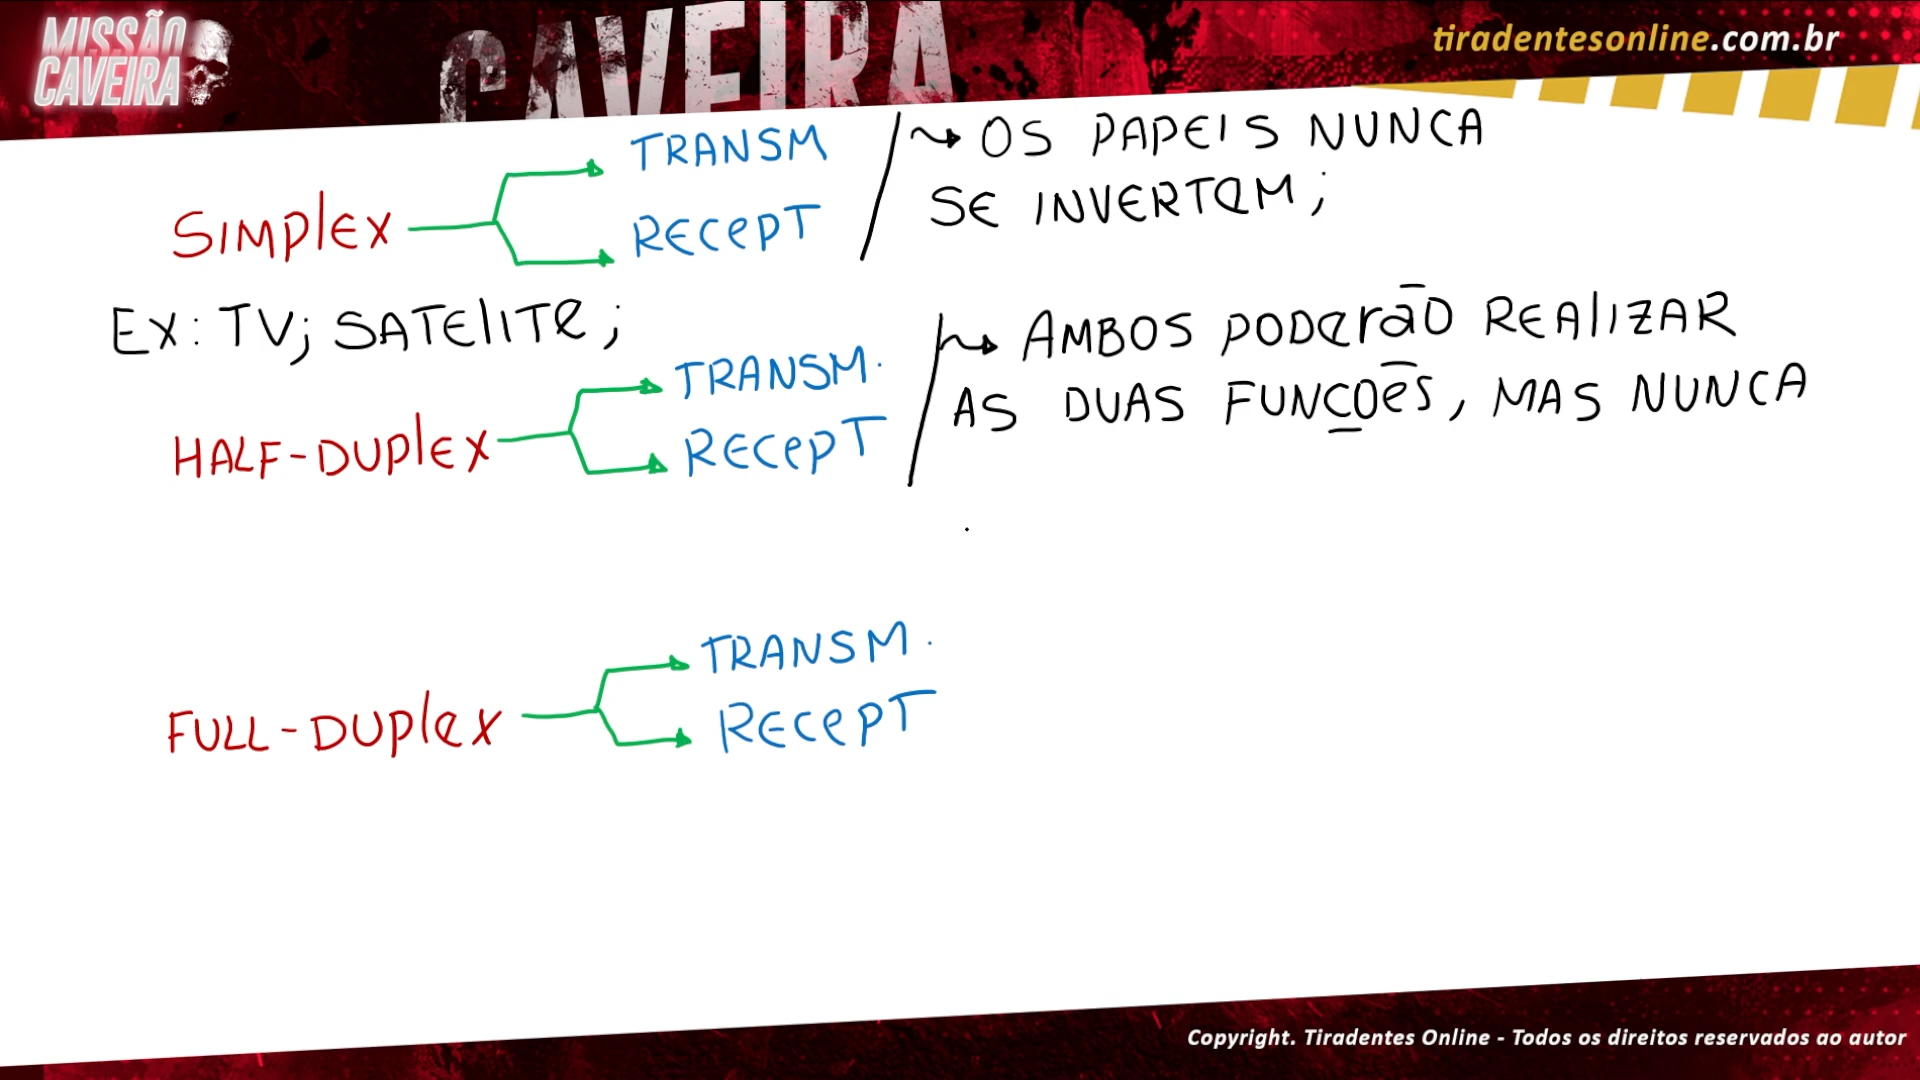 MISSÃO
CAVEIRA
CAVEIRA
tiradentesonline.com.br
SIMPLEX
TRANSM
RECEPT
OS PAPEIS NUNCA
SE INVERTEM;
EX: TV; SATELITE;
HALF-DUPLEX
TRANSM.
RECEPT
AMBOS PODERÃO REALIZAR
AS DUAS FUNÇOẼS, MAS NUNCA
FULL-DUPLEX
TRANSM.
RECEPT
Copyright. Tiradentes Online - Todos os direitos reservados ao autor